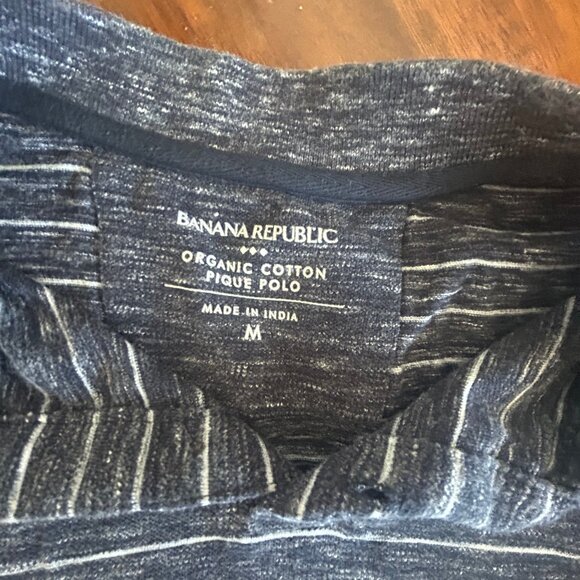 BANANA REPUBLIC
ORGANIC COTTON
PIQUE POLO
MADE IN INDIA
M